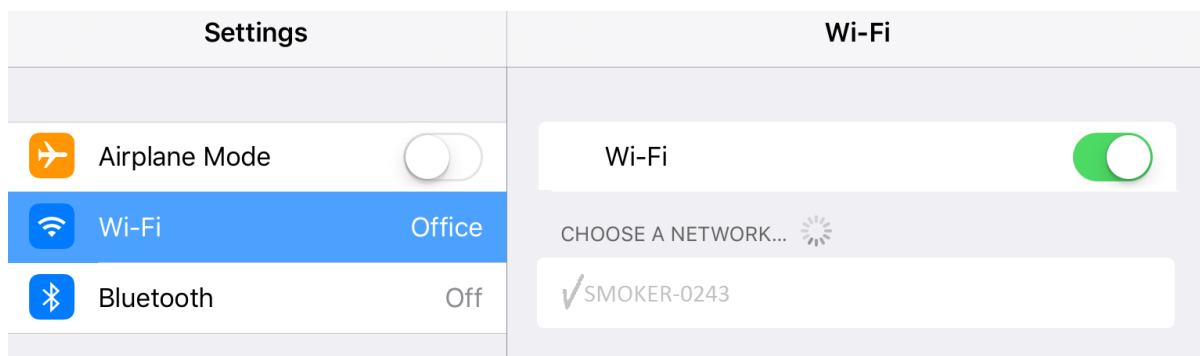 Settings
Wi-Fi
Airplane Mode
Wi-Fi
Wi-Fi Office
CHOOSE A NETWORK...
Bluetooth Off
SMOKER-0243